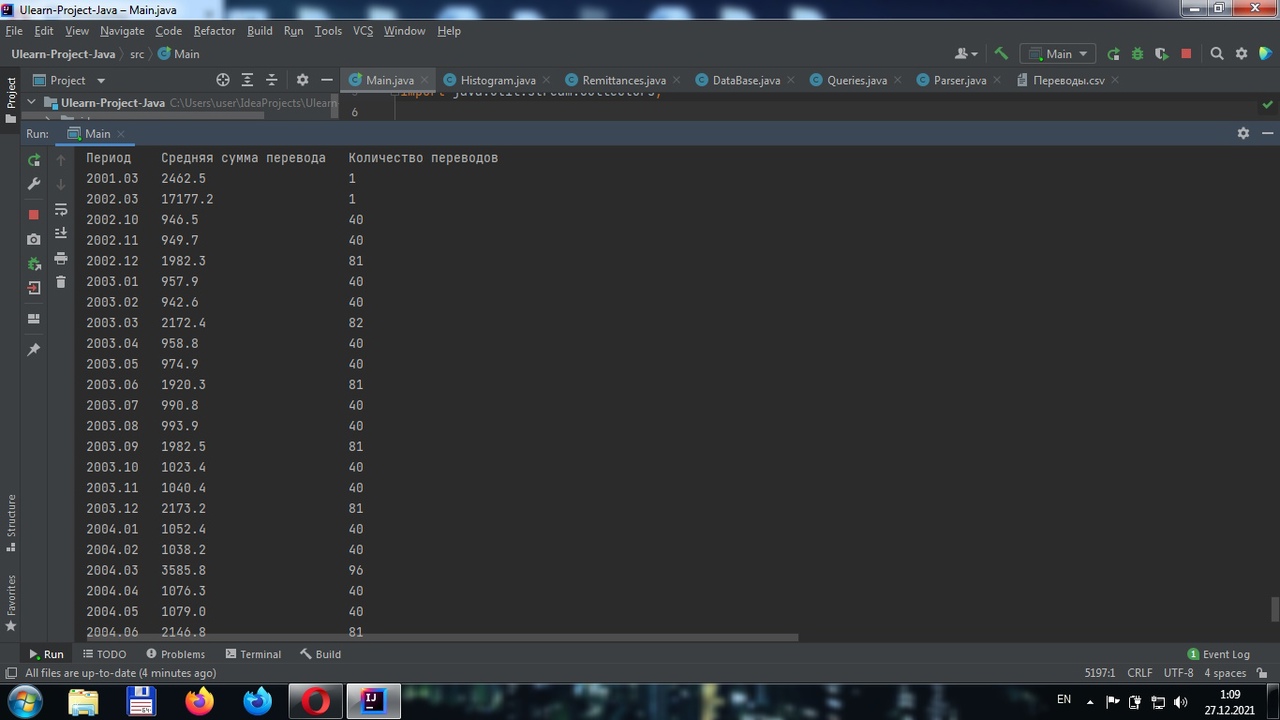 Ulearn-Project-Java – Main.java
File Edit View Navigate Code Refactor Build Run Tools VCS Window Help
Ulearn-Project-Java src Main Main
Project Main.java Histogram.java Remittances.java DataBase.java Queries.java Parser.java Переводы.csv
Project
Ulearn-Project-Java C:\Users\user\IdeaProjects\Ulearn-
import java.util.stream.Collectors;
6
Run: Main
Период Средняя сумма перевода Количество переводов
2001.03 2462.5 1
2002.03 17177.2 1
2002.10 946.5 40
2002.11 949.7 40
2002.12 1982.3 81
2003.01 957.9 40
2003.02 942.6 40
2003.03 2172.4 82
2003.04 958.8 40
2003.05 974.9 40
2003.06 1920.3 81
2003.07 990.8 40
2003.08 993.9 40
2003.09 1982.5 81
2003.10 1023.4 40
2003.11 1040.4 40
2003.12 2173.2 81
2004.01 1052.4 40
2004.02 1038.2 40
2004.03 3585.8 96
2004.04 1076.3 40
2004.05 1079.0 40
2004.06 2146.8 81
Structure
Favorites
Run TODO Problems Terminal Build 1 Event Log
All files are up-to-date (4 minutes ago) 5197:1 CRLF UTF-8 4 spaces
EN 1:09
27.12.2021